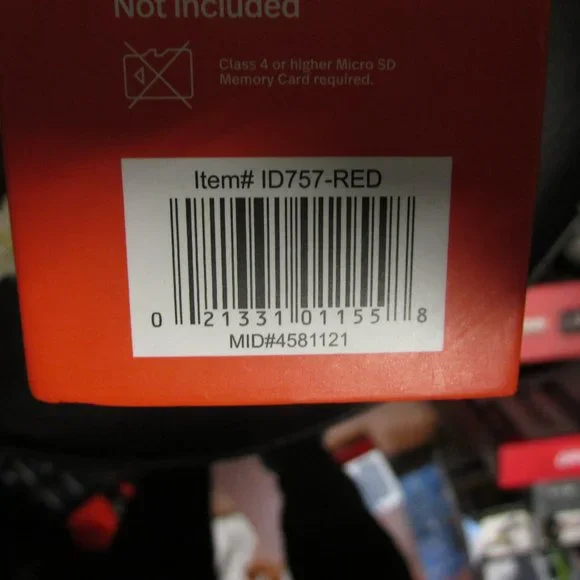 Not Included
Class 4 or higher Micro SD
Memory Card required.
Item# ID757-RED
0 21331 01155 8
MID#4581121